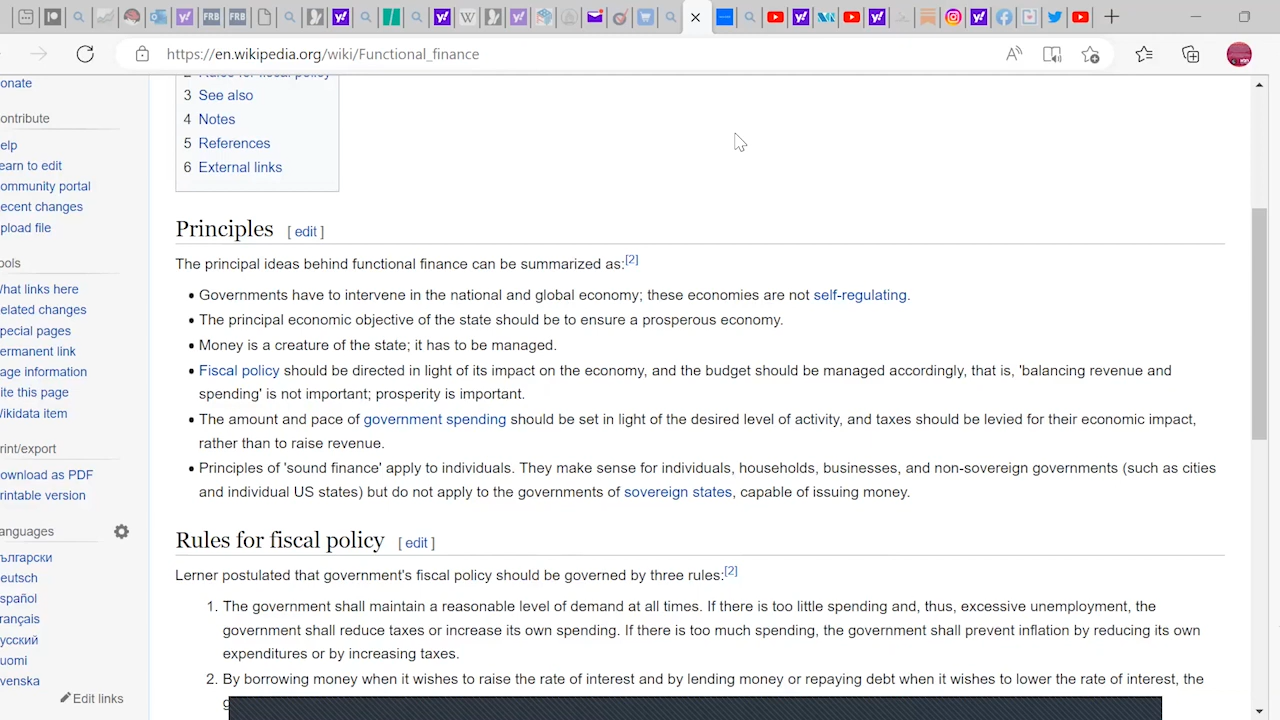 FRB
FRB
https://en.wikipedia.org/wiki/Functional_finance
onate
ontribute
elp
earn to edit
ommunity portal
ecent changes
pload file
ools
hat links here
elated changes
pecial pages
ermanent link
age information
ite this page
ikidata item
rint/export
ownload as PDF
rintable version
anguages
ългарски
eutsch
spañol
rançais
усский
uomi
venska
Edit links
2 Rules for fiscal policy
3 See also
4 Notes
5 References
6 External links
Principles [ edit ]
The principal ideas behind functional finance can be summarized as:[2]
• Governments have to intervene in the national and global economy; these economies are not self-regulating.
• The principal economic objective of the state should be to ensure a prosperous economy.
• Money is a creature of the state; it has to be managed.
• Fiscal policy should be directed in light of its impact on the economy, and the budget should be managed accordingly, that is, 'balancing revenue and
spending' is not important; prosperity is important.
• The amount and pace of government spending should be set in light of the desired level of activity, and taxes should be levied for their economic impact,
rather than to raise revenue.
• Principles of 'sound finance' apply to individuals. They make sense for individuals, households, businesses, and non-sovereign governments (such as cities
and individual US states) but do not apply to the governments of sovereign states, capable of issuing money.
Rules for fiscal policy [ edit ]
Lerner postulated that government's fiscal policy should be governed by three rules:[2]
1. The government shall maintain a reasonable level of demand at all times. If there is too little spending and, thus, excessive unemployment, the
government shall reduce taxes or increase its own spending. If there is too much spending, the government shall prevent inflation by reducing its own
expenditures or by increasing taxes.
2. By borrowing money when it wishes to raise the rate of interest and by lending money or repaying debt when it wishes to lower the rate of interest, the